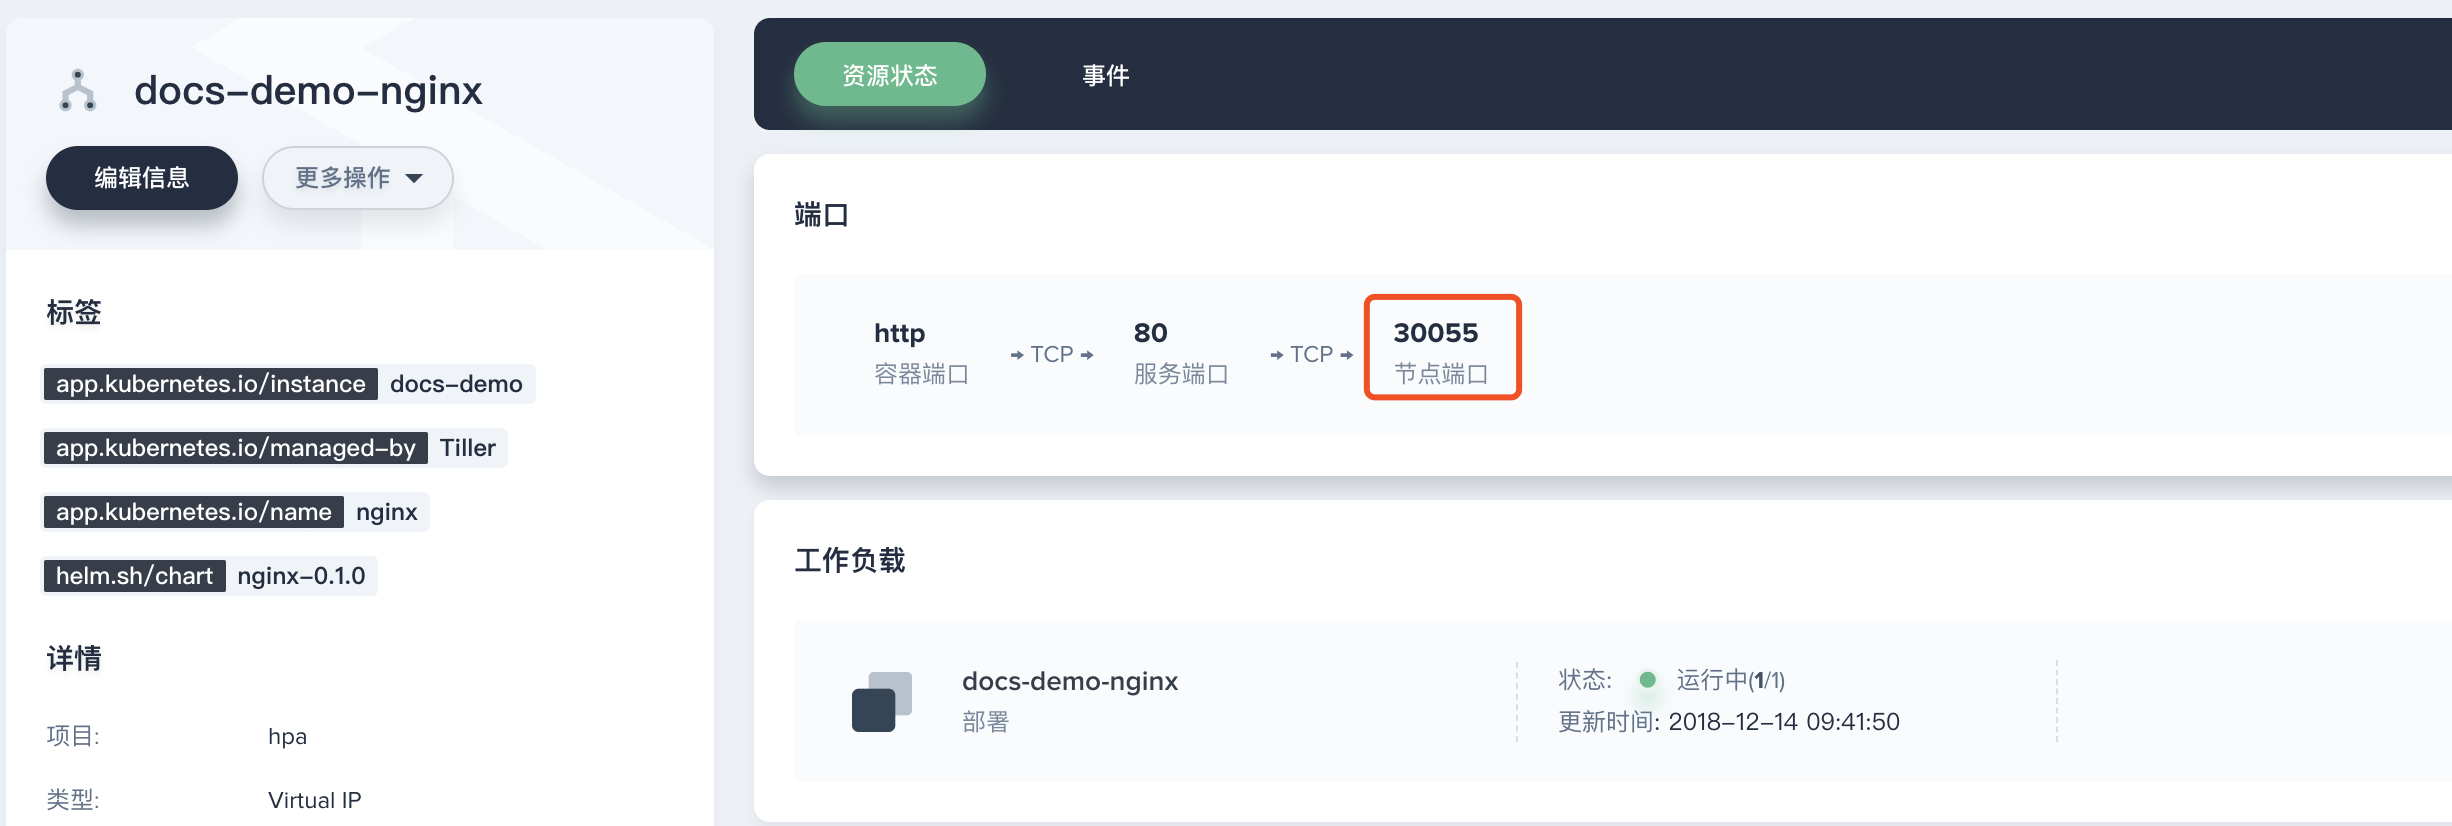 docs-demo-nginx
编辑信息
更多操作
标签
app.kubernetes.io/instance docs-demo
app.kubernetes.io/managed-by Tiller
app.kubernetes.io/name nginx
helm.sh/chart nginx-0.1.0
详情
项目: hpa
类型: Virtual IP
资源状态 事件
端口
http TCP 80 TCP 30055
容器端口 服务端口 节点端口
工作负载
docs-demo-nginx
部署
状态: 运行中(1/1)
更新时间: 2018-12-14 09:41:50